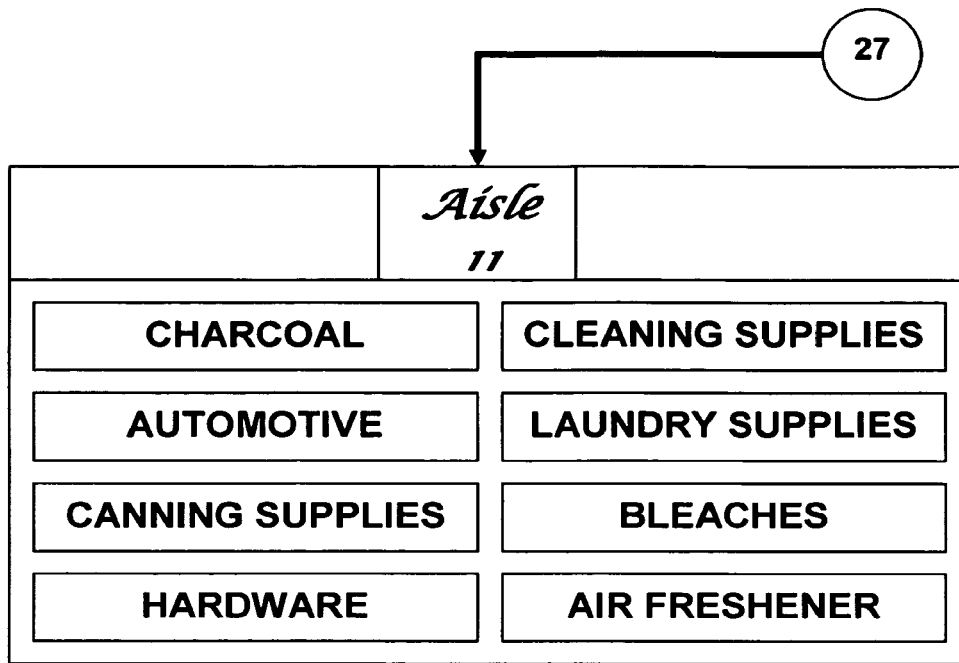 27
Aisle
11
CHARCOAL
CLEANING SUPPLIES
AUTOMOTIVE
LAUNDRY SUPPLIES
CANNING SUPPLIES
BLEACHES
HARDWARE
AIR FRESHENER